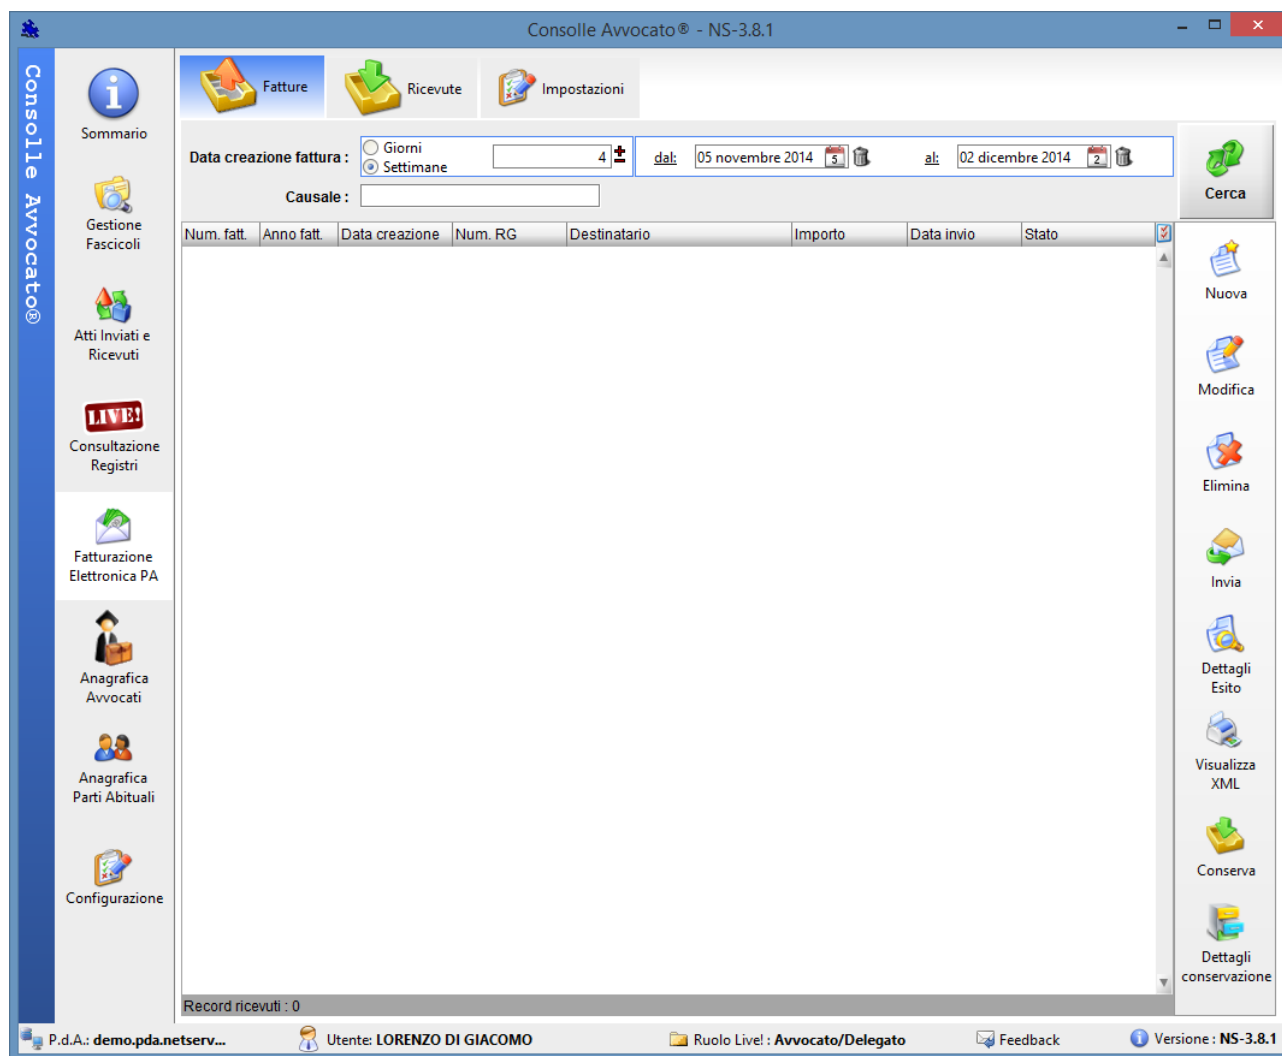 Consolle Avvocato® - NS-3.8.1
Consolle Avvocato®
Sommario
Gestione
Fascicoli
Atti Inviati e
Ricevuti
LIVE!
Consultazione
Registri
Fatturazione
Elettronica PA
Anagrafica
Avvocati
Anagrafica
Parti Abituali
Configurazione
Fatture
Ricevute
Impostazioni
Data creazione fattura :
Giorni
Settimane
4
dal:
05 novembre 2014
5
al:
02 dicembre 2014
2
Causale :
Cerca
Num. fatt.
Anno fatt.
Data creazione
Num. RG
Destinatario
Importo
Data invio
Stato
Nuova
Modifica
Elimina
Invia
Dettagli
Esito
Visualizza
XML
Conserva
Dettagli
conservazione
Record ricevuti : 0
P.d.A.: demo.pda.netserv...
Utente: LORENZO DI GIACOMO
Ruolo Live! : Avvocato/Delegato
Feedback
Versione : NS-3.8.1